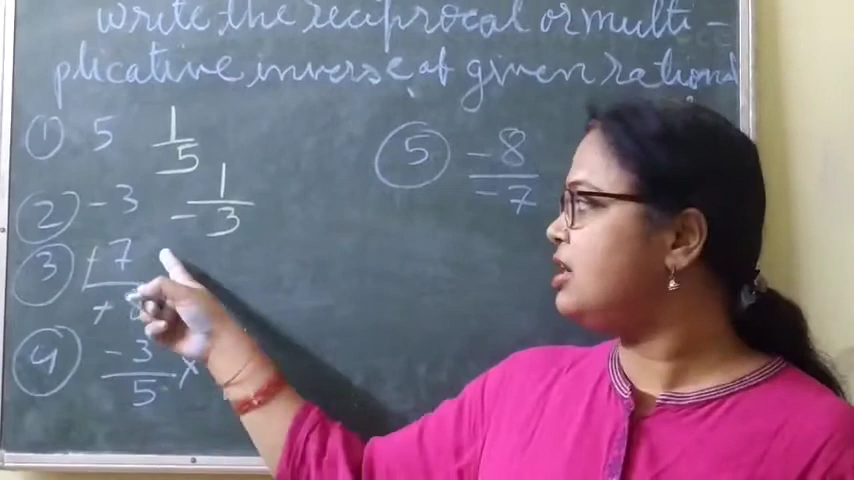 Write the reciprocal or multi-
plicative inverse of given rational
① 5 1/5
② -3 1/-3
③ 7
④ -3/5 ×
⑤ -8/-7